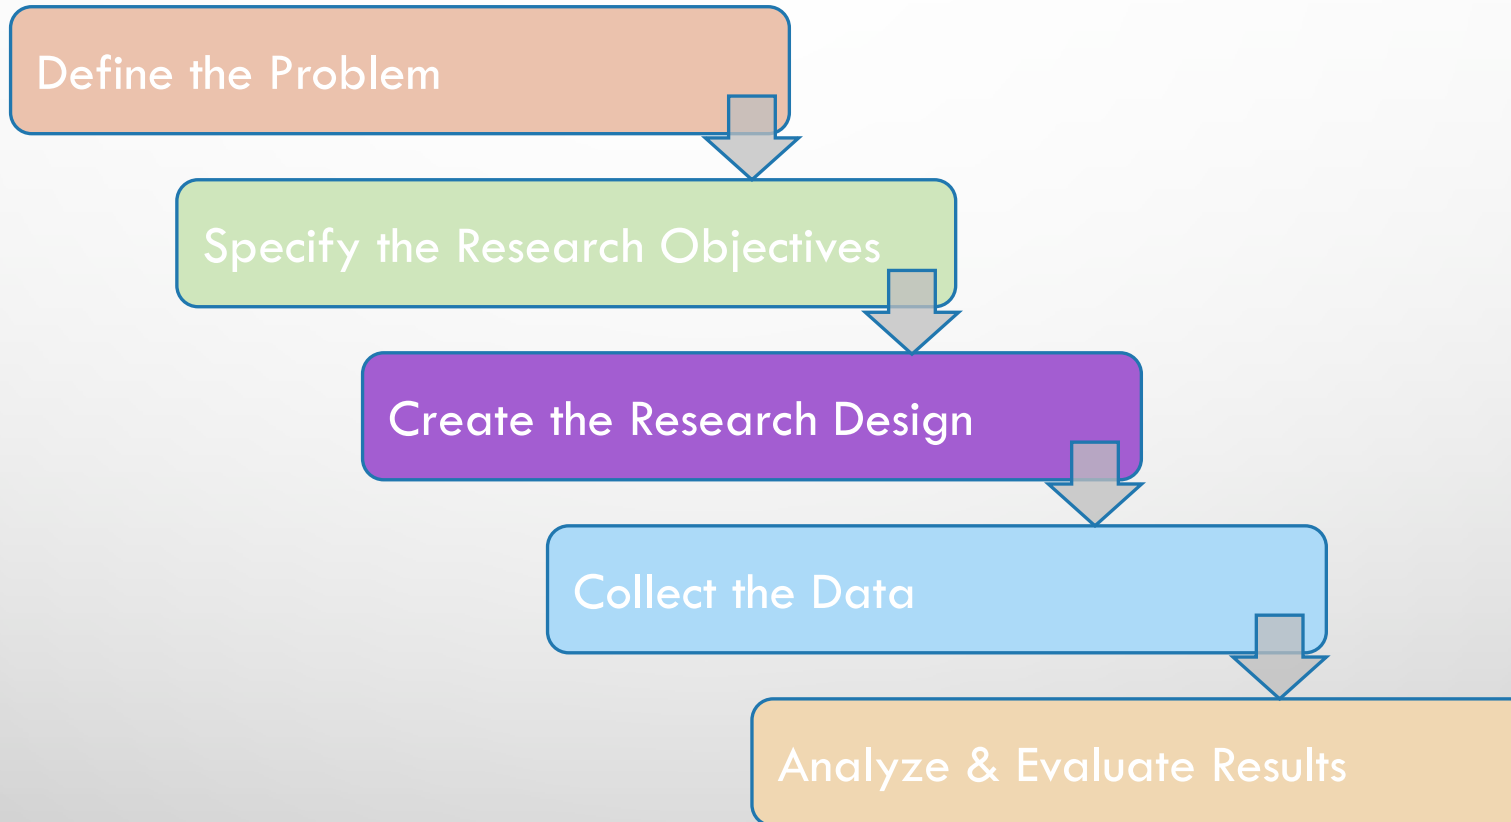 Define the Problem
Specify the Research Objectives
Create the Research Design
Collect the Data
Analyze & Evaluate Results